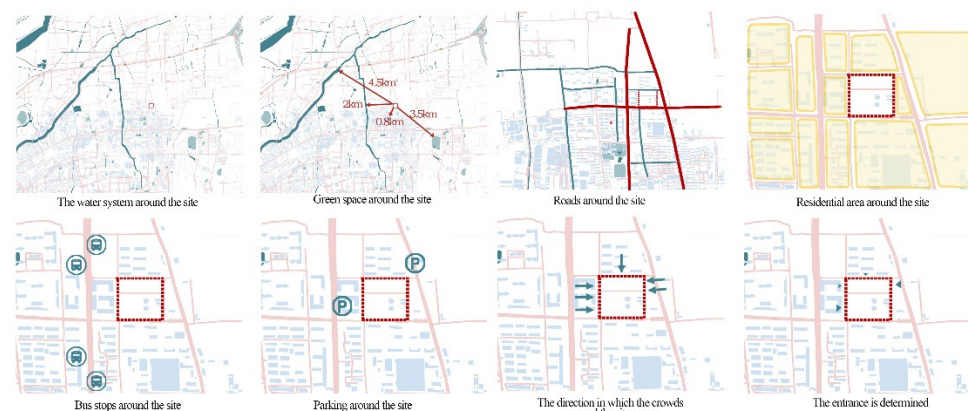 4.5km
2km
0.8km
3.5km
The water system around the site
Green space around the site
Roads around the site
Residential area around the site
P
P
Bus stops around the site
Parking around the site
The direction in which the crowds
The entrance is determined